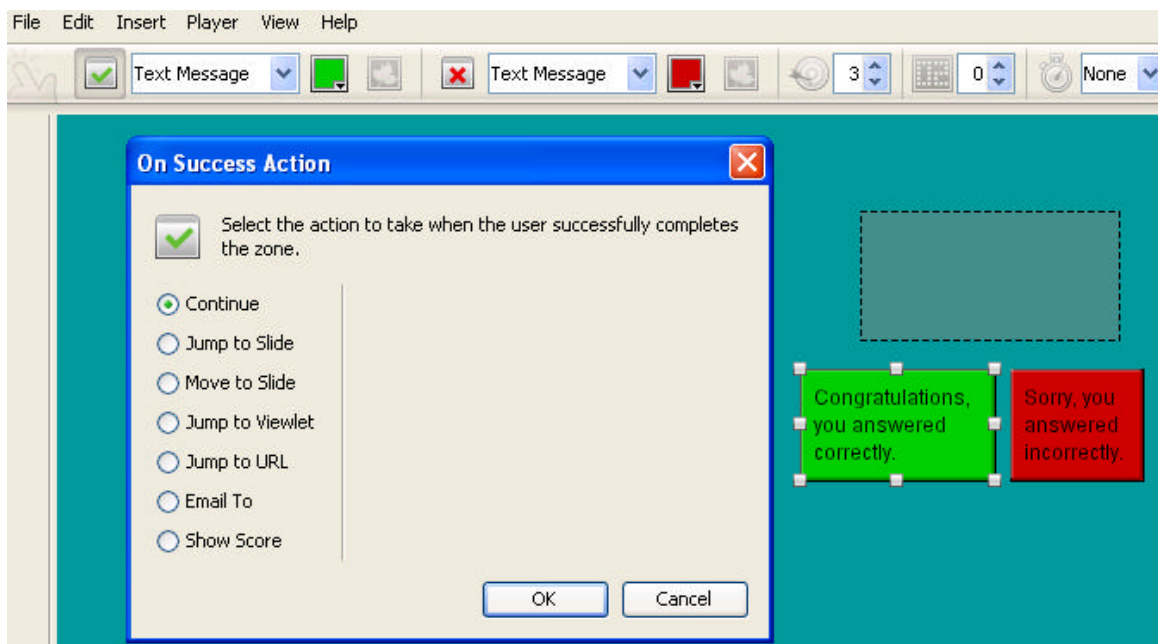 File Edit Insert Player View Help
Text Message Text Message 3 0 None
On Success Action
Select the action to take when the user successfully completes
the zone.
Continue
Jump to Slide
Move to Slide
Jump to Viewlet
Jump to URL
Email To
Show Score
OK Cancel
Congratulations,
you answered
correctly.
Sorry, you
answered
incorrectly.